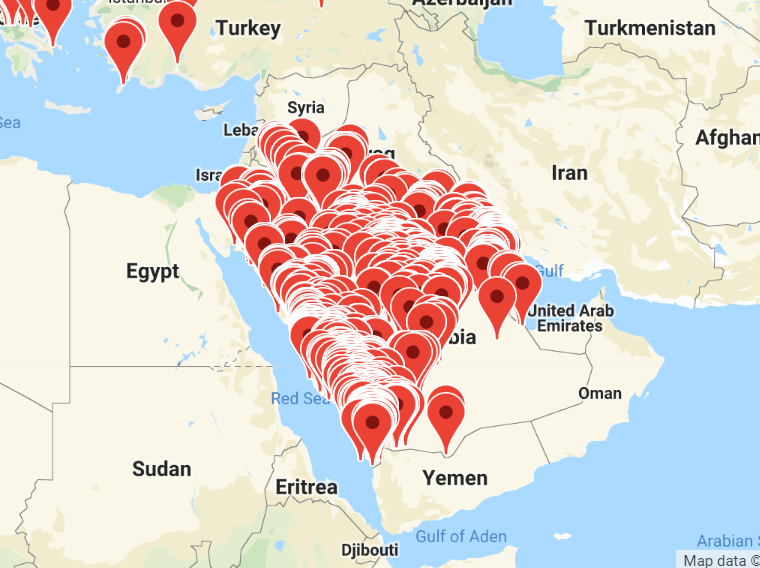 Istanbul
Azerbaijan
Turkey
Turkmenistan
Syria
Leba
Sea
Afghan
Isra
Iran
Egypt
Gulf
United Arab
Emirates
bia
Red Sea
Oman
Sudan
Yemen
Eritrea
Gulf of Aden
Djibouti
Arabian S
Map data ©